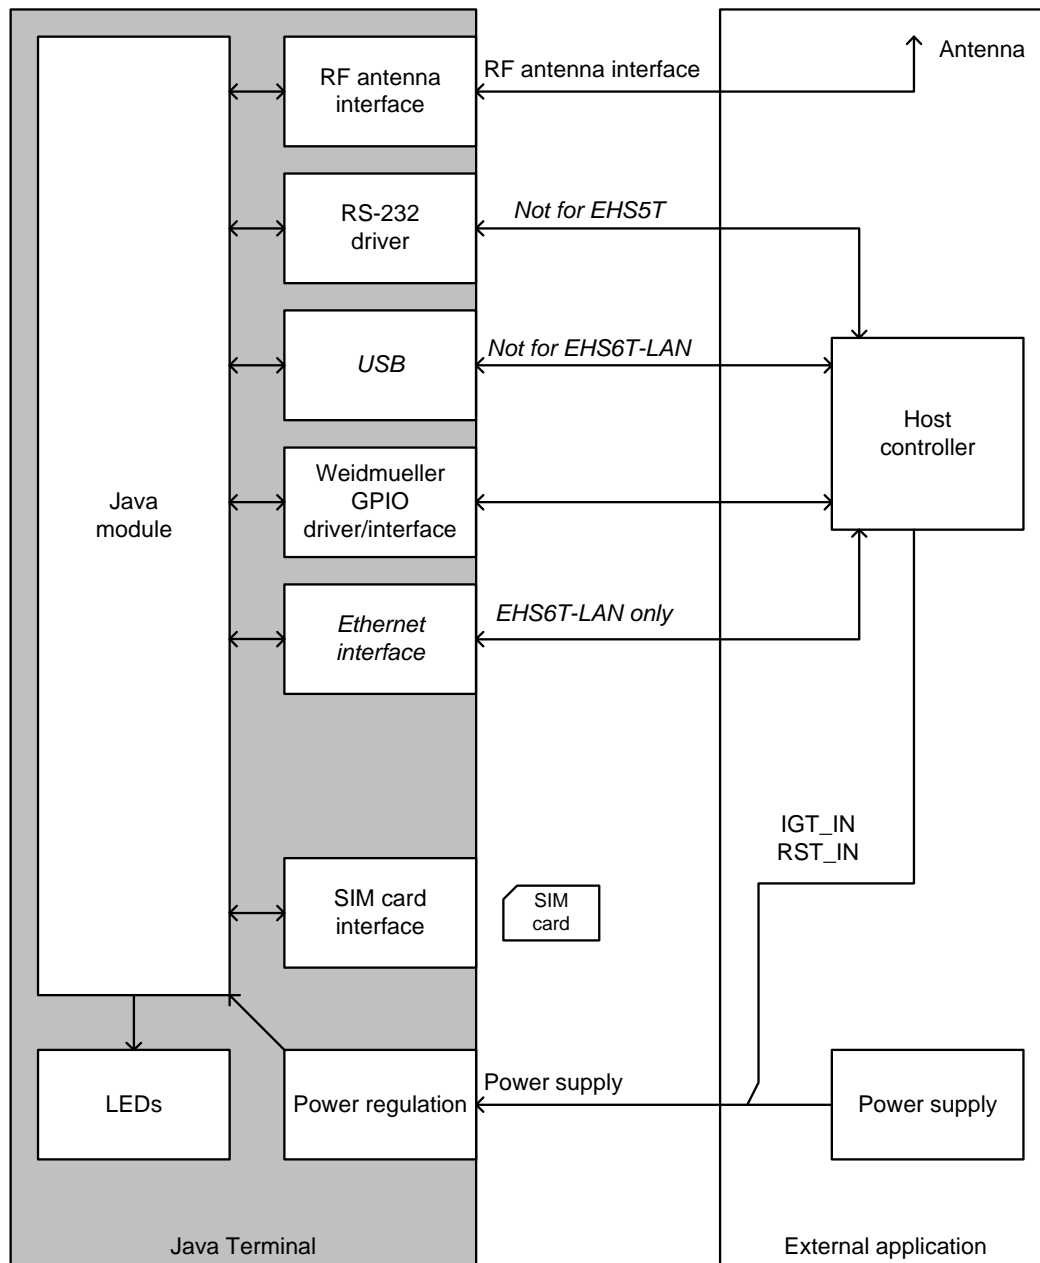 RF antenna
interface
RF antenna interface
Antenna
RS-232
driver
Not for EHS5T
USB
Not for EHS6T-LAN
Host
controller
Java
module
Weidmueller
GPIO
driver/interface
Ethernet
interface
EHS6T-LAN only
IGT_IN
RST_IN
SIM card
interface
SIM
card
LEDs
Power regulation
Power supply
Power supply
Java Terminal
External application